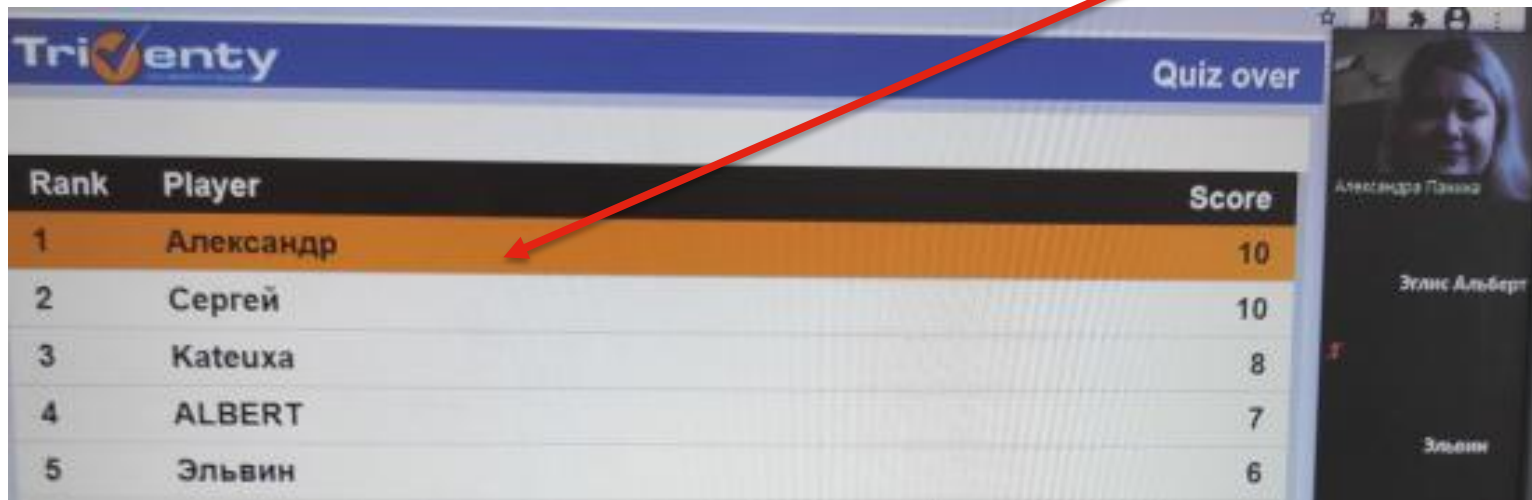 Triventy
Quiz over
Rank Player Score
1 Александр 10
2 Сергей 10
3 Kateuxa 8
4 ALBERT 7
5 Эльвин 6
Александра Панина
Эглис Альберт
Эльвин